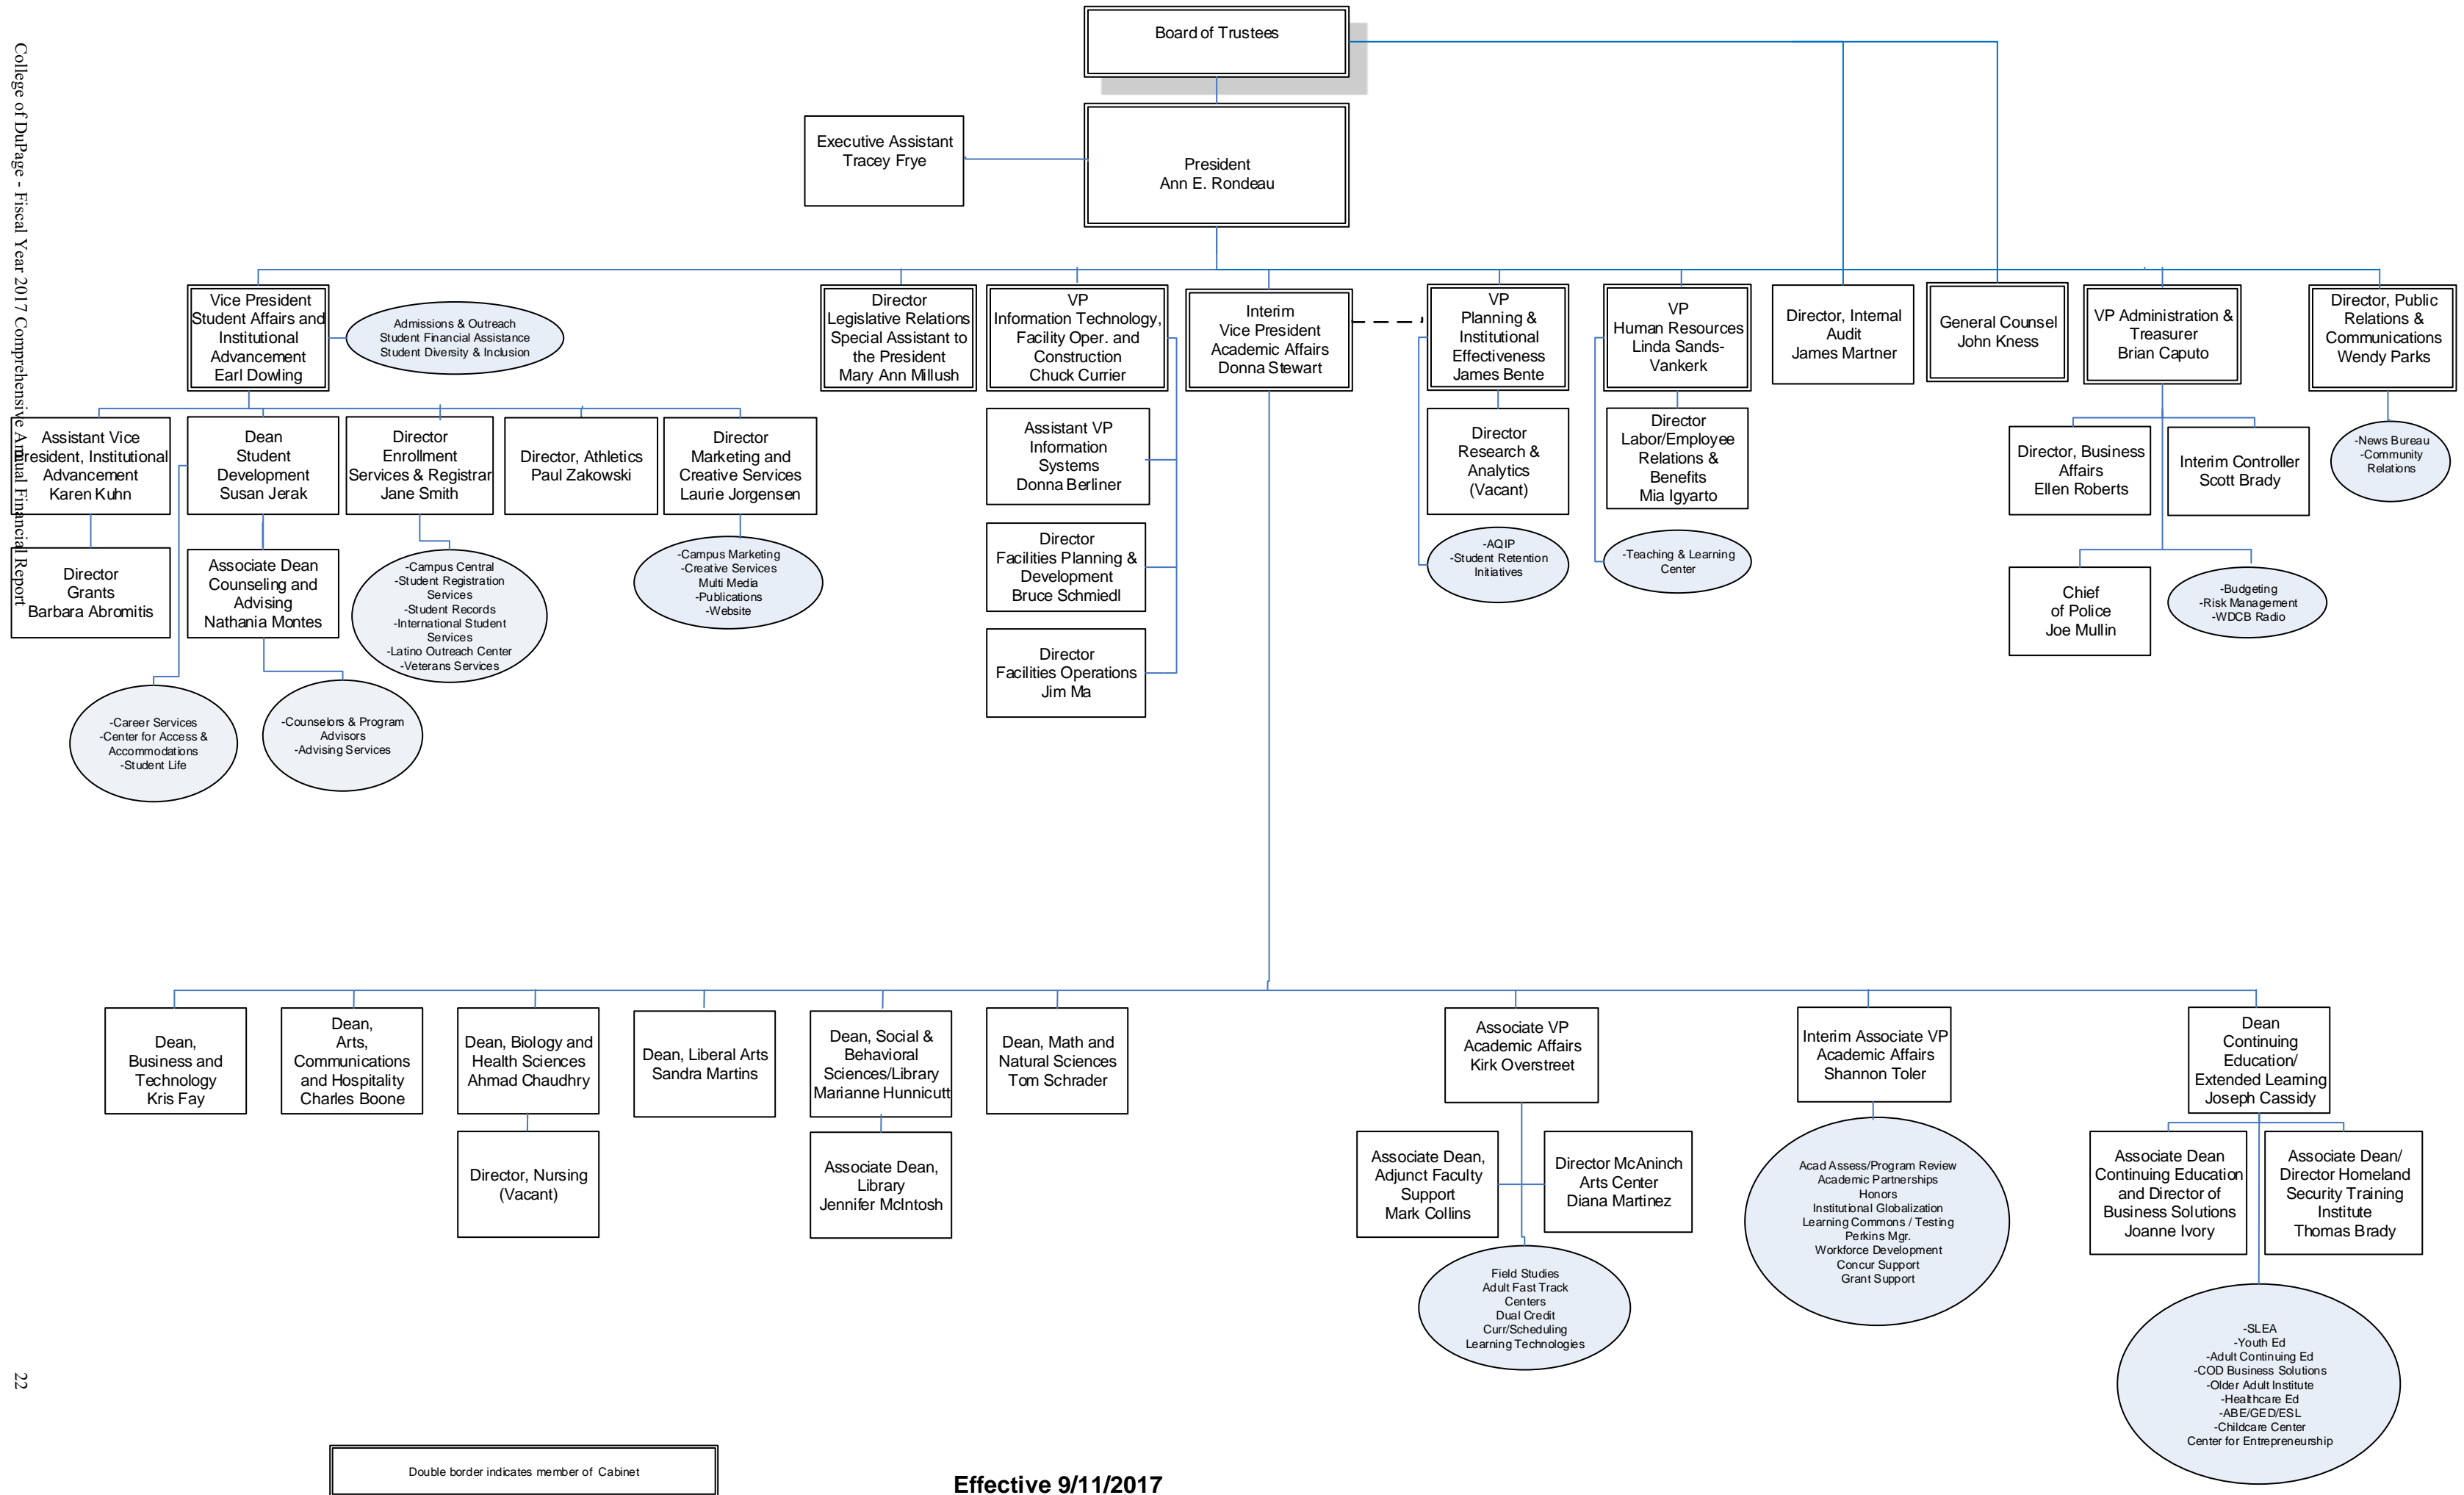 College of DuPage - Fiscal Year 2017 Comprehensive Annual Financial Report
Board of Trustees
Executive Assistant
Tracey Frye
President
Ann E. Rondeau
Vice President
Student Affairs and
Institutional
Advancement
Earl Dowling
Admissions & Outreach
Student Financial Assistance
Student Diversity & Inclusion
Director
Legislative Relations
Special Assistant to
the President
Mary Ann Millush
VP
Information Technology,
Facility Oper. and
Construction
Chuck Currier
Interim
Vice President
Academic Affairs
Donna Stewart
VP
Planning &
Institutional
Effectiveness
James Bente
VP
Human Resources
Linda Sands-
Vankerk
Director, Internal
Audit
James Martner
General Counsel
John Kness
VP Administration &
Treasurer
Brian Caputo
Director, Public
Relations &
Communications
Wendy Parks
Assistant Vice
President, Institutional
Advancement
Karen Kuhn
Dean
Student
Development
Susan Jerak
Director
Enrollment
Services & Registrar
Jane Smith
Director, Athletics
Paul Zakowski
Director
Marketing and
Creative Services
Laurie Jorgensen
Assistant VP
Information
Systems
Donna Berliner
Director
Research &
Analytics
(Vacant)
Director
Labor/Employee
Relations &
Benefits
Mia Igyarto
Director, Business
Affairs
Ellen Roberts
Interim Controller
Scott Brady
-News Bureau
-Community
Relations
Director
Grants
Barbara Abromitis
Associate Dean
Counseling and
Advising
Nathania Montes
-Campus Central
-Student Registration
Services
-Student Records
-International Student
Services
-Latino Outreach Center
-Veterans Services
-Campus Marketing
-Creative Services
Multi Media
-Publications
-Website
Director
Facilities Planning &
Development
Bruce Schmiedl
-AQIP
-Student Retention
Initiatives
-Teaching & Learning
Center
Chief
of Police
Joe Mullin
-Budgeting
-Risk Management
-WDCB Radio
Director
Facilities Operations
Jim Ma
-Career Services
-Center for Access &
Accommodations
-Student Life
-Counselors & Program
Advisors
-Advising Services
Dean,
Business and
Technology
Kris Fay
Dean,
Arts,
Communications
and Hospitality
Charles Boone
Dean, Biology and
Health Sciences
Ahmad Chaudhry
Dean, Liberal Arts
Sandra Martins
Dean, Social &
Behavioral
Sciences/Library
Marianne Hunnicutt
Dean, Math and
Natural Sciences
Tom Schrader
Associate VP
Academic Affairs
Kirk Overstreet
Interim Associate VP
Academic Affairs
Shannon Toler
Dean
Continuing
Education/
Extended Learning
Joseph Cassidy
Director, Nursing
(Vacant)
Associate Dean,
Library
Jennifer McIntosh
Associate Dean,
Adjunct Faculty
Support
Mark Collins
Director McAninch
Arts Center
Diana Martinez
Acad Assess/Program Review
Academic Partnerships
Honors
Institutional Globalization
Learning Commons / Testing
Perkins Mgr.
Workforce Development
Concur Support
Grant Support
Associate Dean
Continuing Education
and Director of
Business Solutions
Joanne Ivory
Associate Dean/
Director Homeland
Security Training
Institute
Thomas Brady
Field Studies
Adult Fast Track
Centers
Dual Credit
Curr/Scheduling
Learning Technologies
-SLEA
-Youth Ed
-Adult Continuing Ed
-COD Business Solutions
-Older Adult Institute
-Healthcare Ed
-ABE/GED/ESL
-Childcare Center
Center for Entrepreneurship
22
Double border indicates member of Cabinet
Effective 9/11/2017